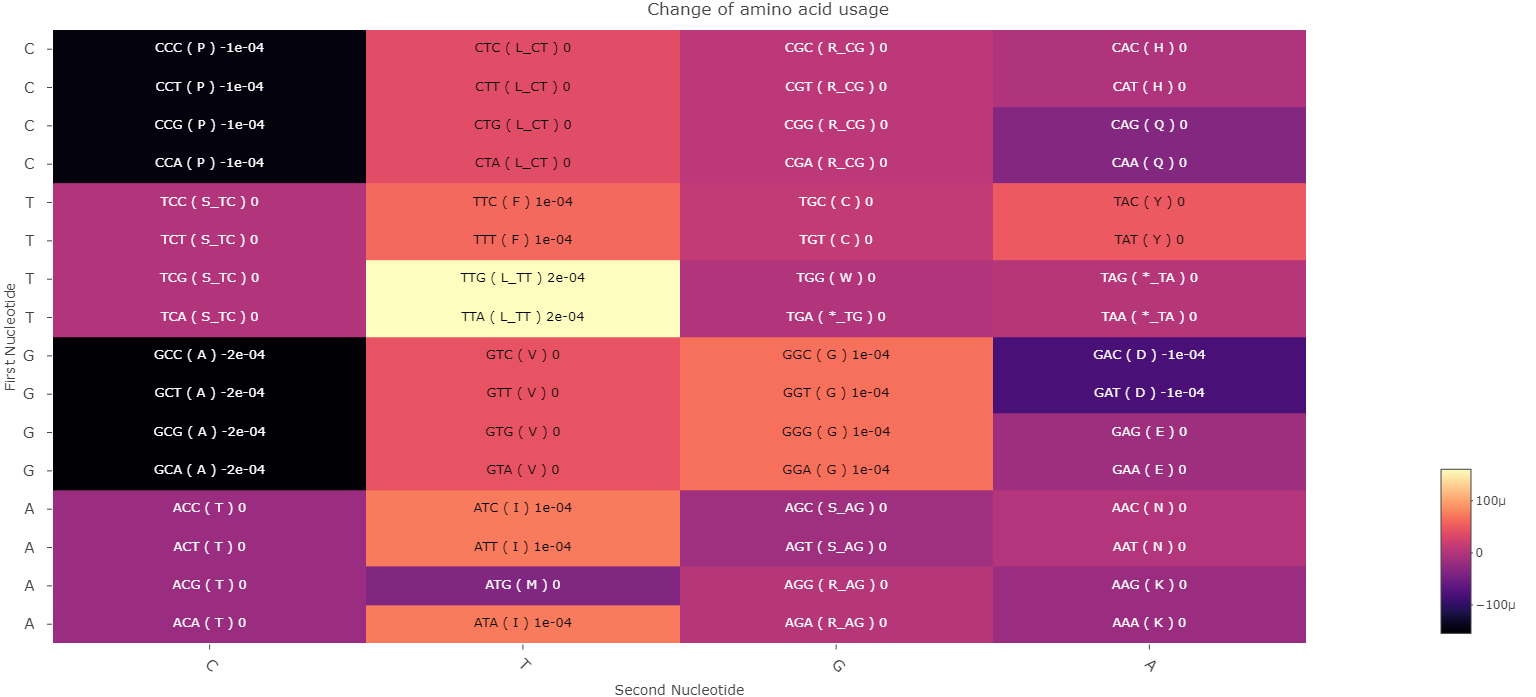 Change of amino acid usage
First Nucleotide
C CCC ( P ) -1e-04 CTC ( L_CT ) 0 CGC ( R_CG ) 0 CAC ( H ) 0
C CCT ( P ) -1e-04 CTT ( L_CT ) 0 CGT ( R_CG ) 0 CAT ( H ) 0
C CCG ( P ) -1e-04 CTG ( L_CT ) 0 CGG ( R_CG ) 0 CAG ( Q ) 0
C CCA ( P ) -1e-04 CTA ( L_CT ) 0 CGA ( R_CG ) 0 CAA ( Q ) 0
T TCC ( S_TC ) 0 TTC ( F ) 1e-04 TGC ( C ) 0 TAC ( Y ) 0
T TCT ( S_TC ) 0 TTT ( F ) 1e-04 TGT ( C ) 0 TAT ( Y ) 0
T TCG ( S_TC ) 0 TTG ( L_TT ) 2e-04 TGG ( W ) 0 TAG ( *_TA ) 0
T TCA ( S_TC ) 0 TTA ( L_TT ) 2e-04 TGA ( *_TG ) 0 TAA ( *_TA ) 0
G GCC ( A ) -2e-04 GTC ( V ) 0 GGC ( G ) 1e-04 GAC ( D ) -1e-04
G GCT ( A ) -2e-04 GTT ( V ) 0 GGT ( G ) 1e-04 GAT ( D ) -1e-04
G GCG ( A ) -2e-04 GTG ( V ) 0 GGG ( G ) 1e-04 GAG ( E ) 0
G GCA ( A ) -2e-04 GTA ( V ) 0 GGA ( G ) 1e-04 GAA ( E ) 0
A ACC ( T ) 0 ATC ( I ) 1e-04 AGC ( S_AG ) 0 AAC ( N ) 0
A ACT ( T ) 0 ATT ( I ) 1e-04 AGT ( S_AG ) 0 AAT ( N ) 0
A ACG ( T ) 0 ATG ( M ) 0 AGG ( R_AG ) 0 AAG ( K ) 0
A ACA ( T ) 0 ATA ( I ) 1e-04 AGA ( R_AG ) 0 AAA ( K ) 0
C T G A
Second Nucleotide
100μ
0
−100μ